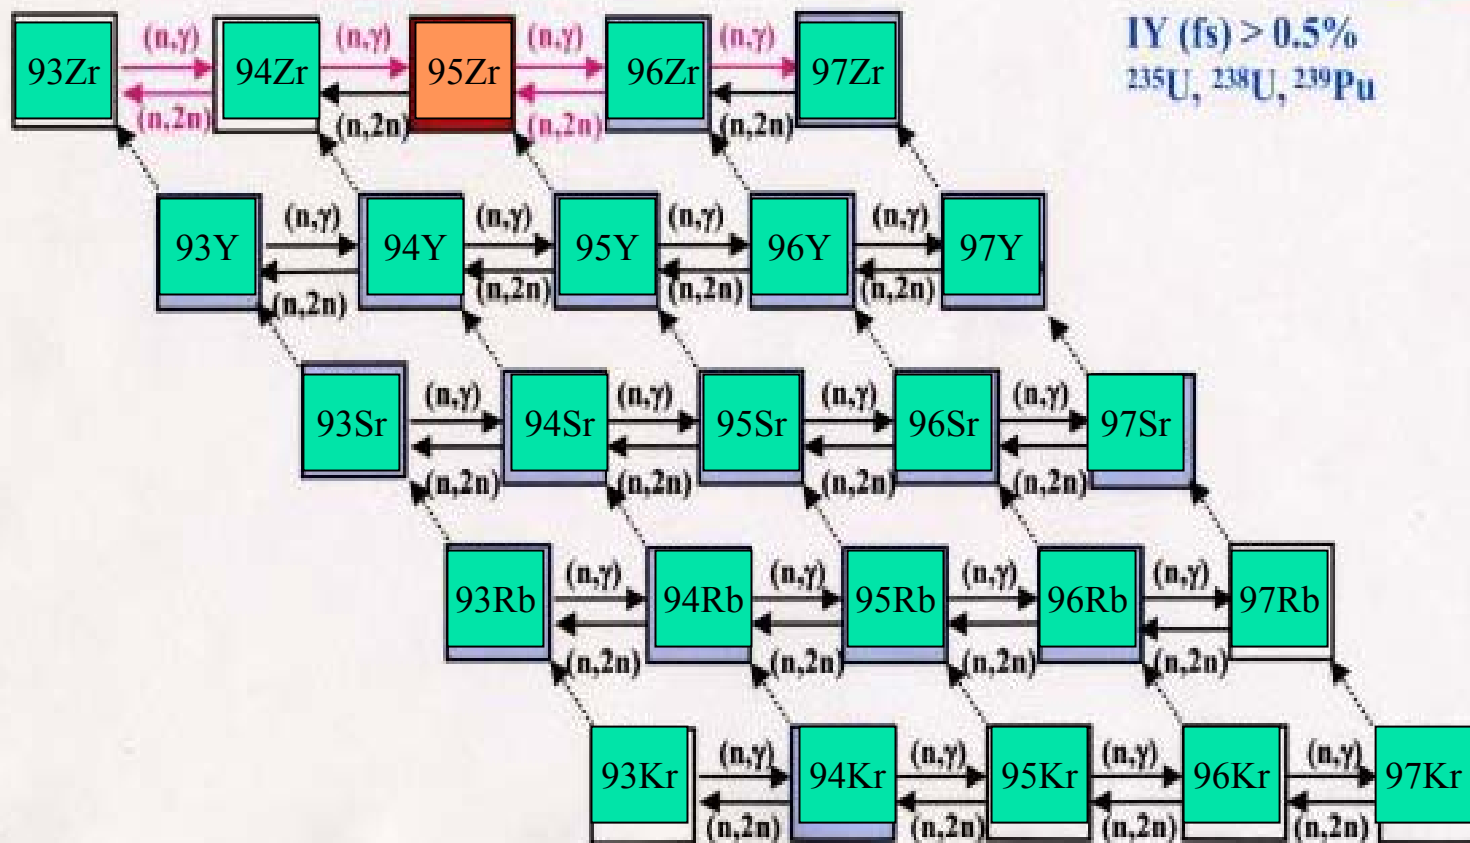 IY (fs) > 0.5%
²³⁵U, ²³⁸U, ²³⁹Pu
(n,γ) (n,γ) (n,γ) (n,γ)
93Zr 94Zr 95Zr 96Zr 97Zr
(n,2n) (n,2n) (n,2n) (n,2n)
(n,γ) (n,γ) (n,γ) (n,γ)
93Y 94Y 95Y 96Y 97Y
(n,2n) (n,2n) (n,2n) (n,2n)
(n,γ) (n,γ) (n,γ) (n,γ)
93Sr 94Sr 95Sr 96Sr 97Sr
(n,2n) (n,2n) (n,2n) (n,2n)
(n,γ) (n,γ) (n,γ) (n,γ)
93Rb 94Rb 95Rb 96Rb 97Rb
(n,2n) (n,2n) (n,2n) (n,2n)
(n,γ) (n,γ) (n,γ) (n,γ)
93Kr 94Kr 95Kr 96Kr 97Kr
(n,2n) (n,2n) (n,2n) (n,2n)